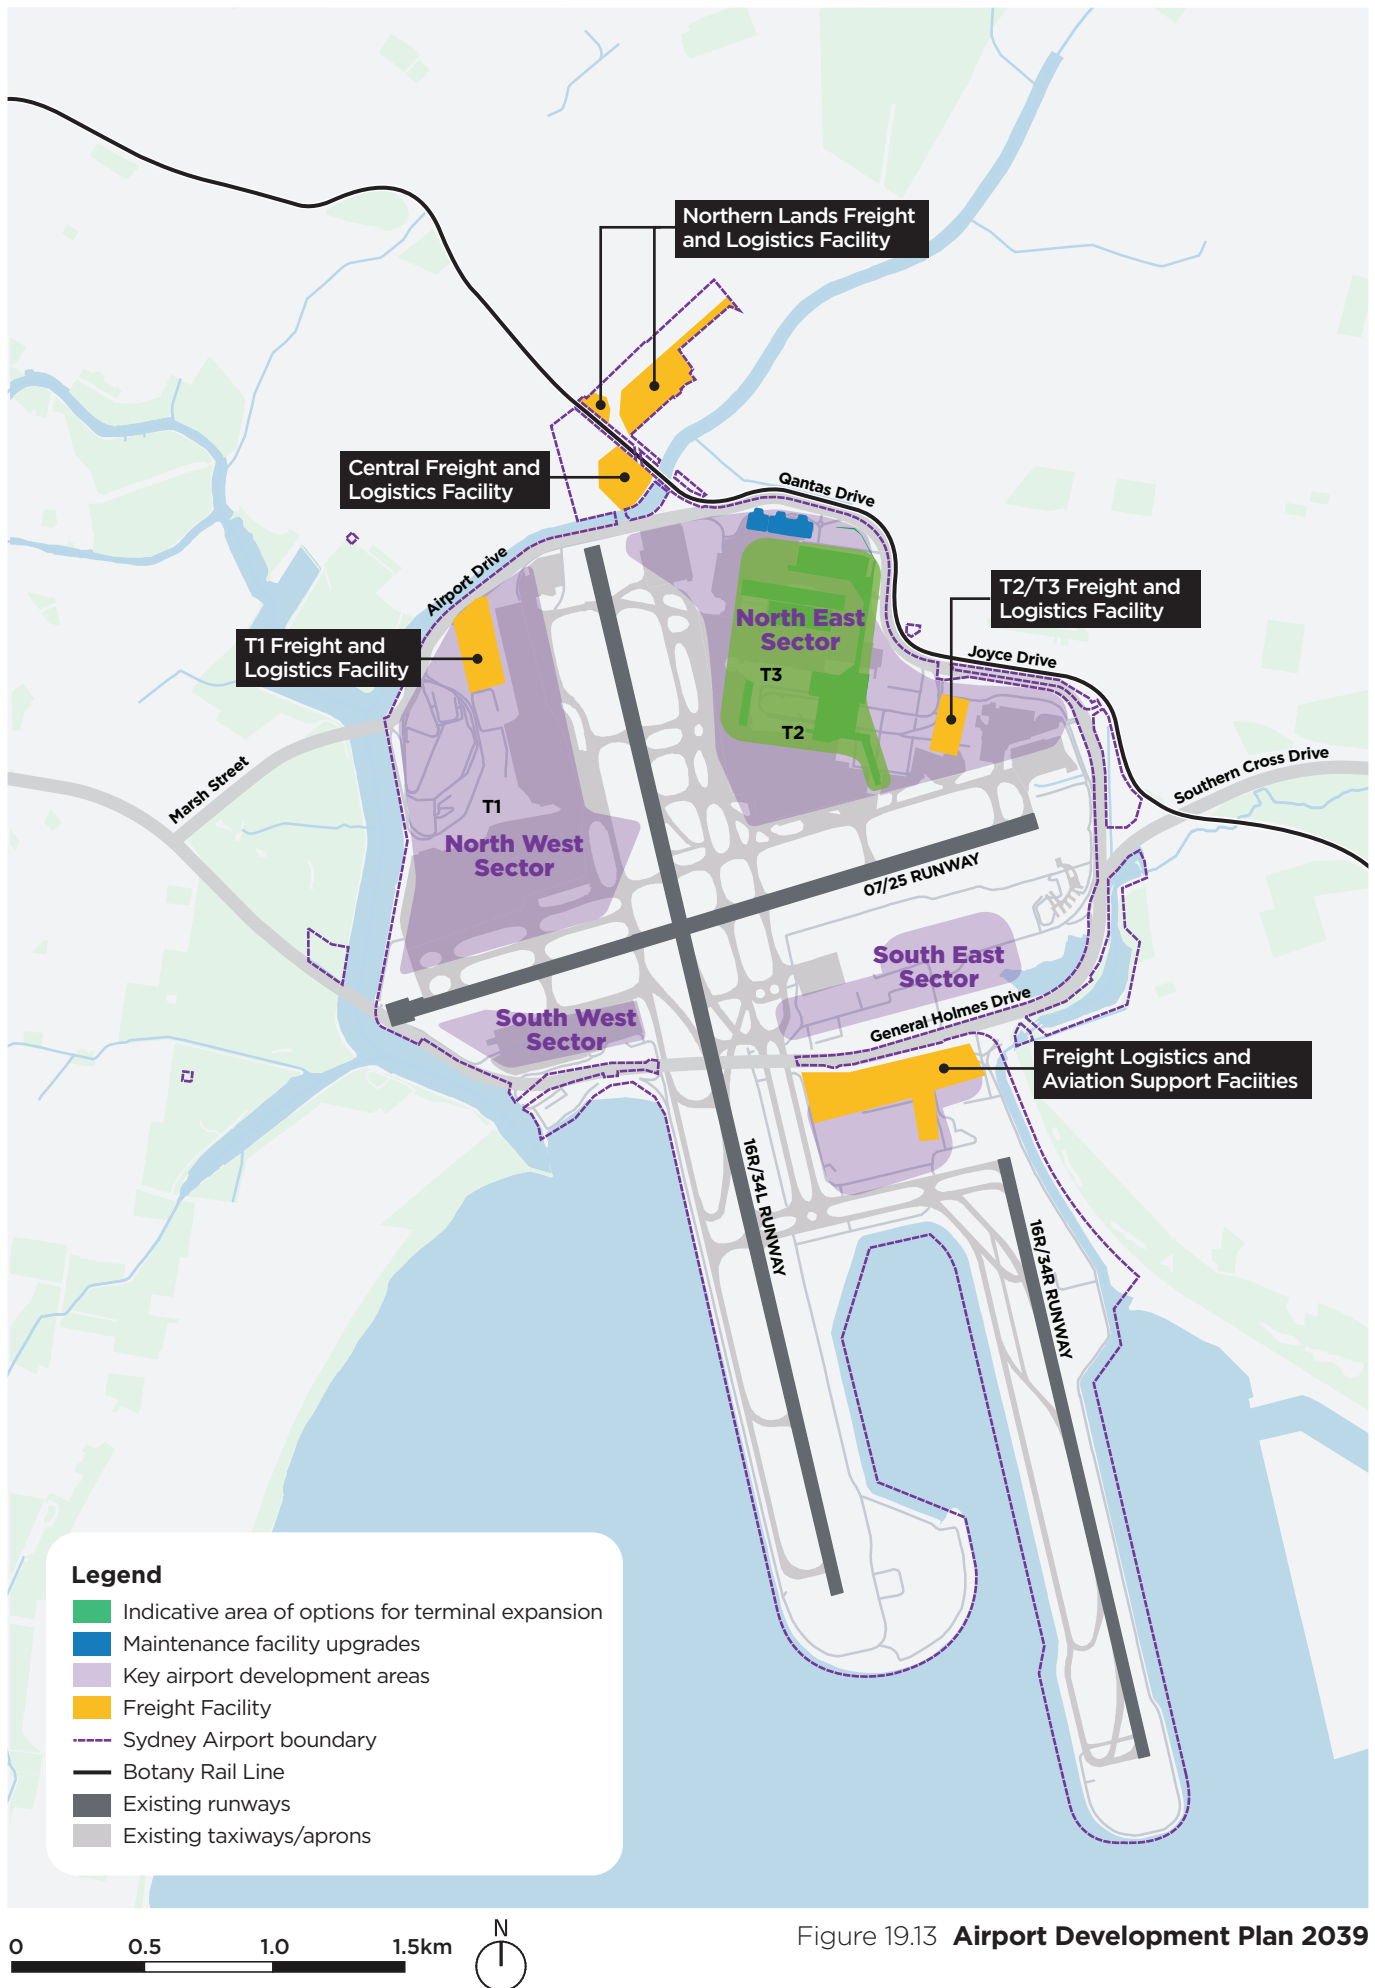 Northern Lands Freight
and Logistics Facility
Central Freight and
Logistics Facility
Qantas Drive
Airport Drive
T2/T3 Freight and
Logistics Facility
T1 Freight and
Logistics Facility
North East
Sector
Joyce Drive
T3
T2
Southern Cross Drive
Marsh Street
T1
North West
Sector
07/25 RUNWAY
South East
Sector
General Holmes Drive
South West
Sector
Freight Logistics and
Aviation Support Faciities
16R/34L RUNWAY
16R/34R RUNWAY
Legend
Indicative area of options for terminal expansion
Maintenance facility upgrades
Key airport development areas
Freight Facility
Sydney Airport boundary
Botany Rail Line
Existing runways
Existing taxiways/aprons
0 0.5 1.0 1.5km
N
Figure 19.13 Airport Development Plan 2039